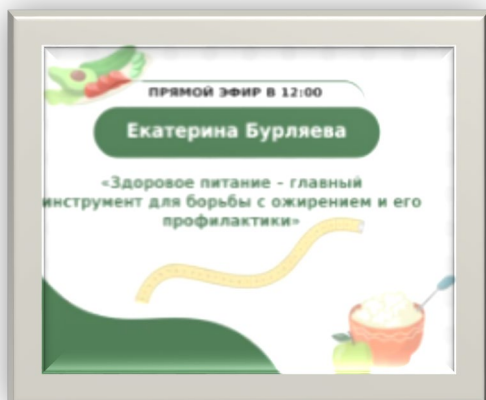 ПРЯМОЙ ЭФИР В 12:00
Екатерина Бурляева
«Здоровое питание – главный
инструмент для борьбы с ожирением и его
профилактики»